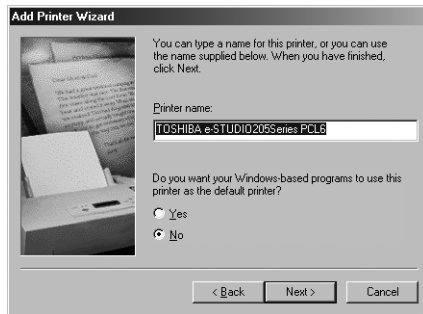 Add Printer Wizard
You can type a name for this printer, or you can use
the name supplied below. When you have finished,
click Next.
Printer name:
TOSHIBA e-STUDIO205Series PCL6
Do you want your Windows-based programs to use this
printer as the default printer?
Yes
No
< Back
Next >
Cancel